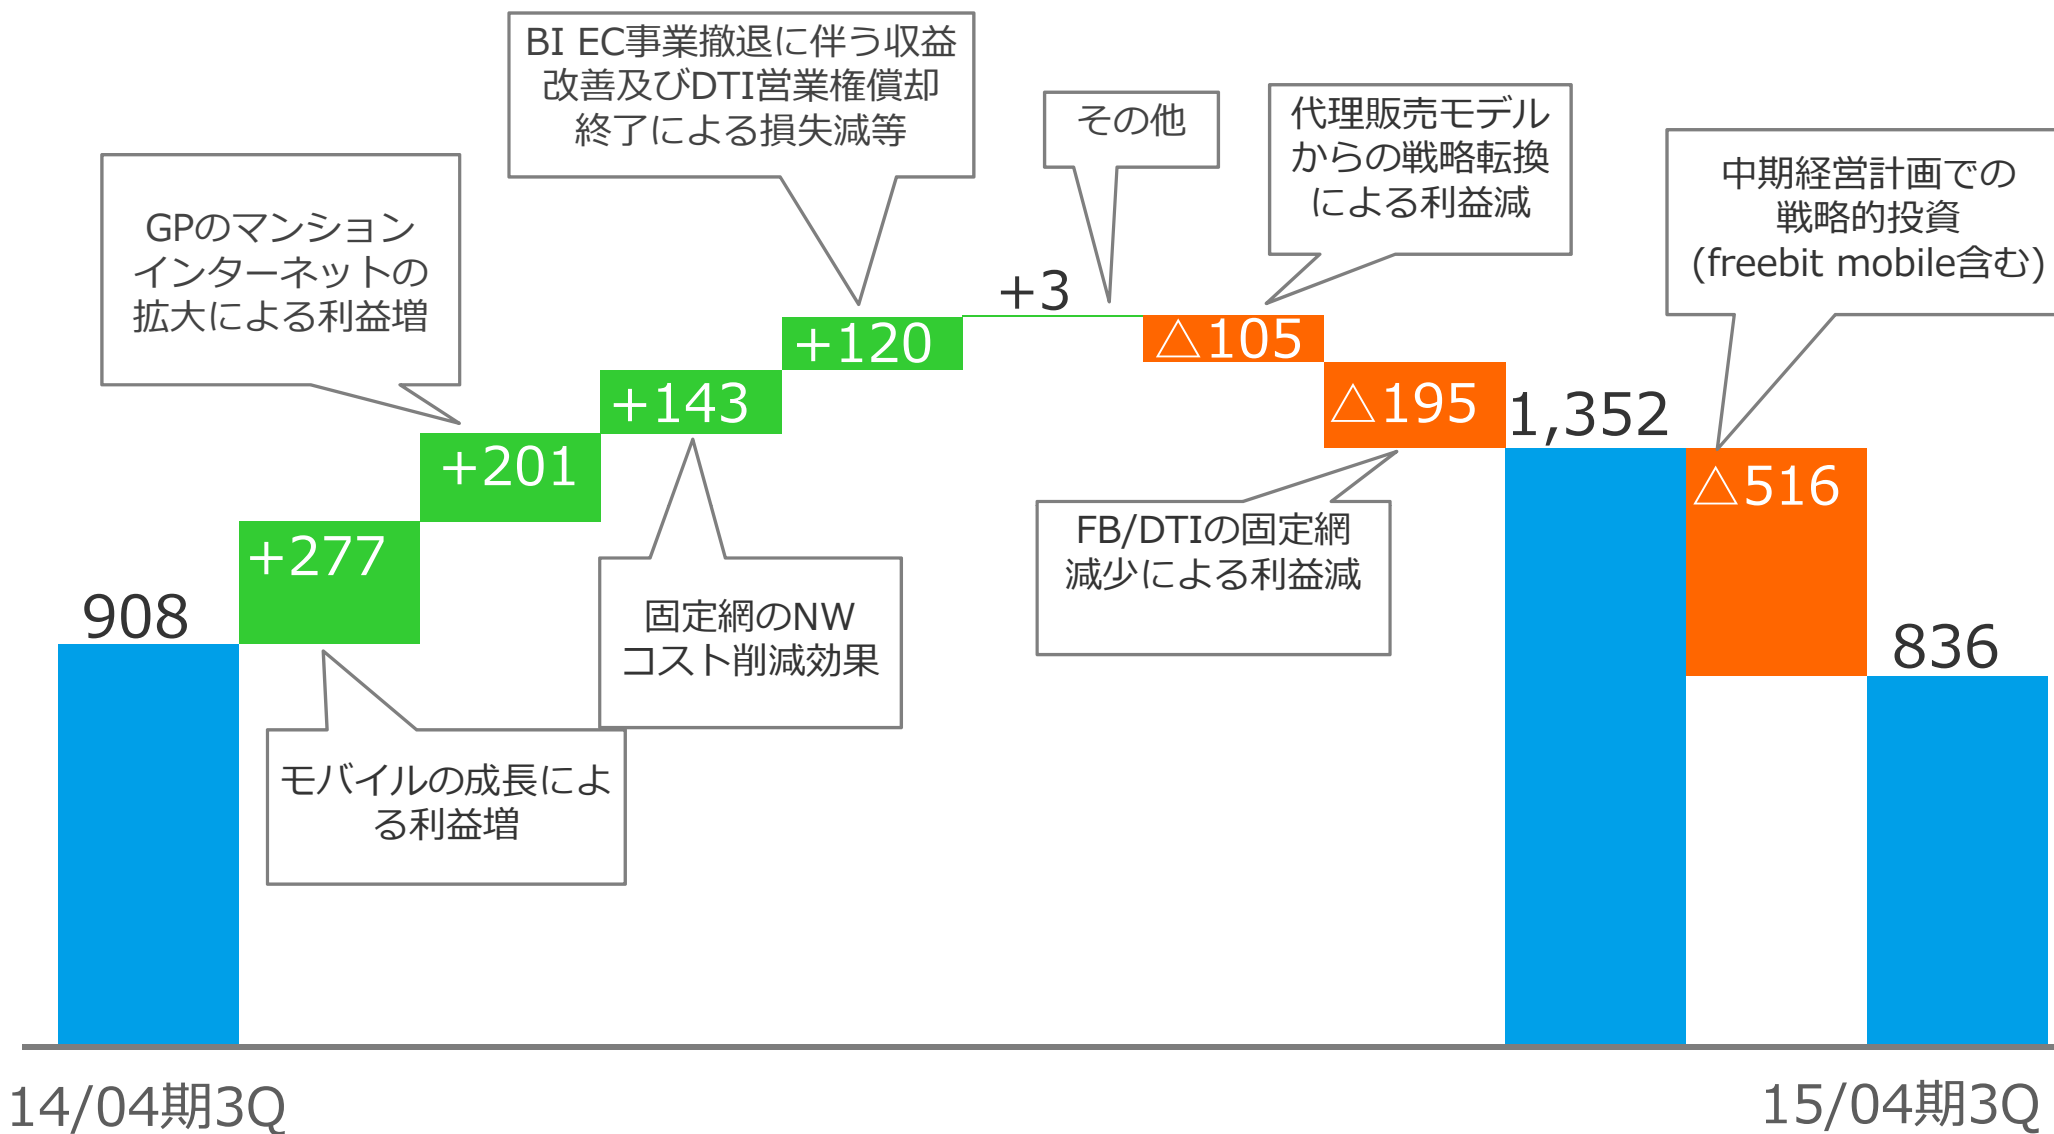 BI EC事業撤退に伴う収益
改善及びDTI営業権償却
終了による損失減等
その他
代理販売モデル
からの戦略転換
による利益減
中期経営計画での
戦略的投資
(freebit mobile含む)
GPのマンション
インターネットの
拡大による利益増
+3
+120
△105
+143
△195
1,352
+201
△516
+277
FB/DTIの固定網
減少による利益減
908
固定網のNW
コスト削減効果
836
モバイルの成長によ
る利益増
14/04期3Q
15/04期3Q